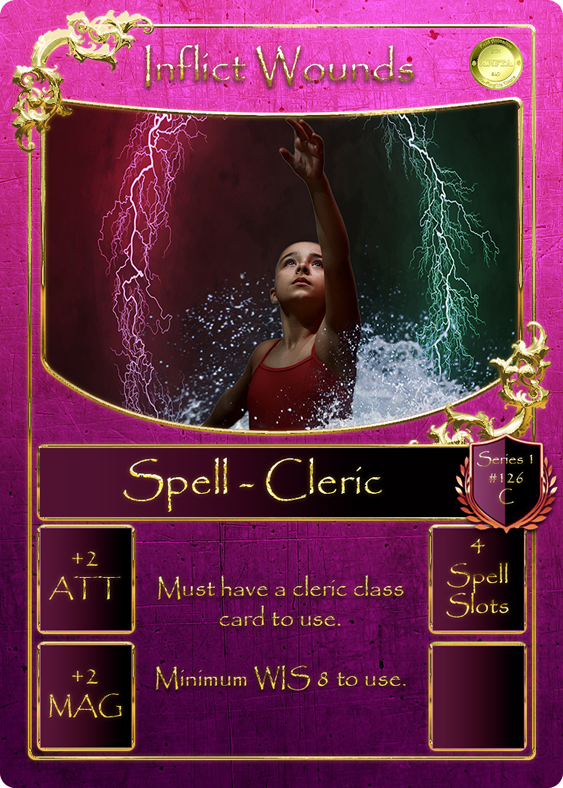 Inflict Wounds
Spell - Cleric
Series 1
#126
C
+2
ATT
Must have a cleric class
card to use.
4
Spell
Slots
+2
MAG
Minimum WIS 8 to use.